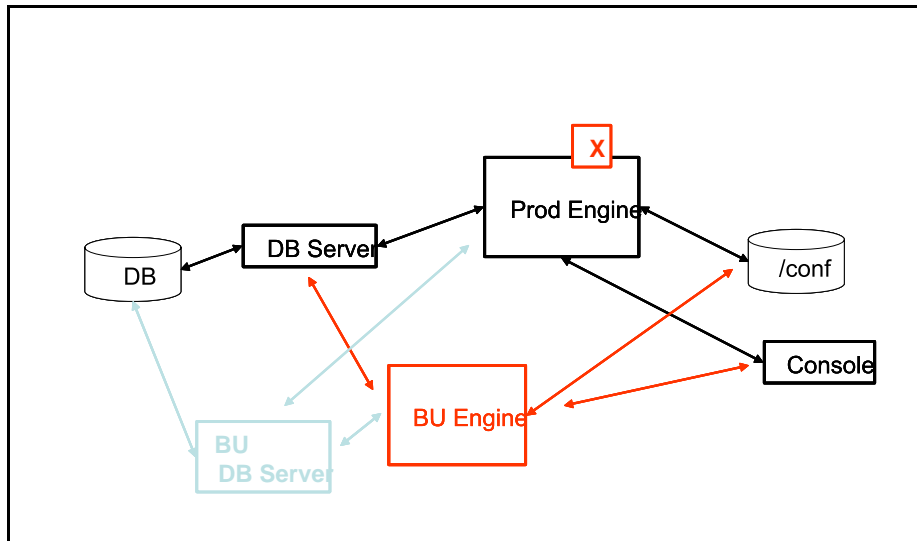 X
Prod Engine
DB Server
DB
/conf
Console
BU Engine
BU
DB Server